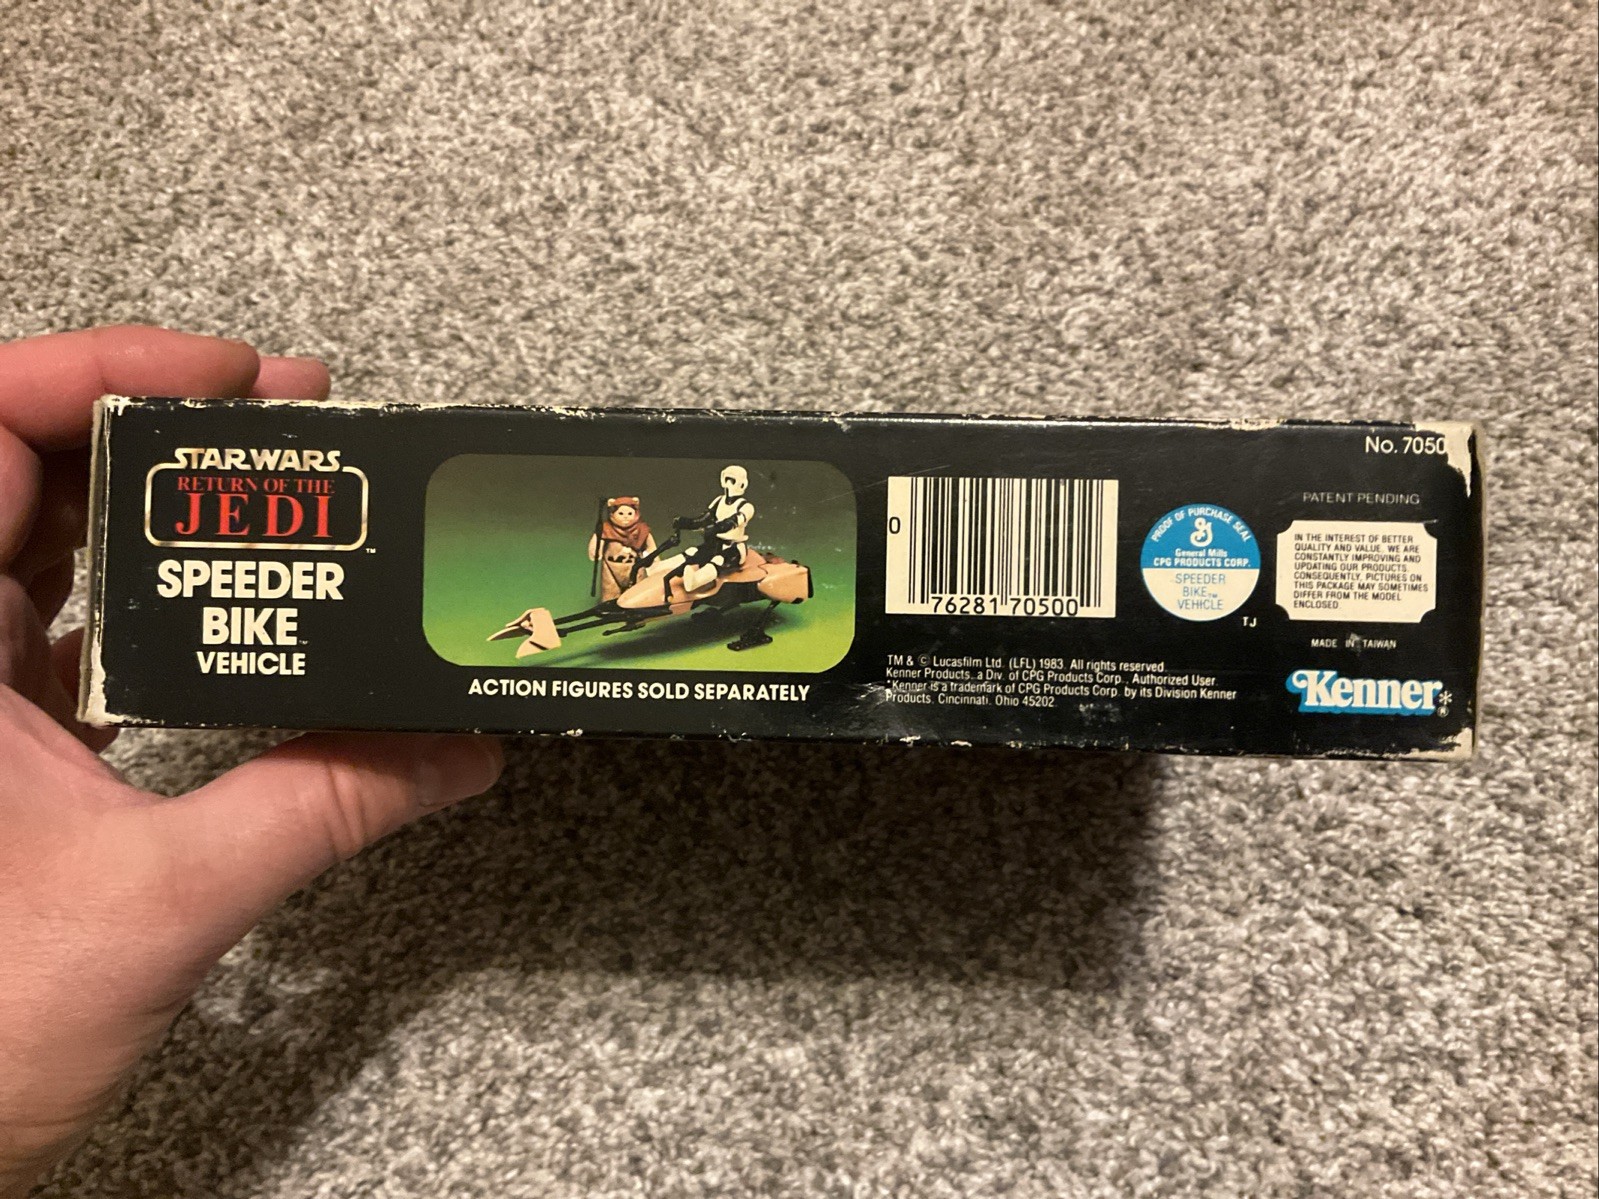 STAR WARS
RETURN OF THE
JEDI
™
SPEEDER
BIKE™
VEHICLE
ACTION FIGURES SOLD SEPARATELY
0
76281 70500
TM & © Lucasfilm Ltd. (LFL) 1983. All rights reserved.
Kenner Products, a Div. of CPG Products Corp., Authorized User.
*Kenner is a trademark of CPG Products Corp. by its Division Kenner
Products, Cincinnati, Ohio 45202
PROOF OF PURCHASE SEAL
G
General Mills
CPG PRODUCTS CORP.
SPEEDER
BIKE™
VEHICLE
TJ
No. 7050
PATENT PENDING
IN THE INTEREST OF BETTER
QUALITY AND VALUE, WE ARE
CONSTANTLY IMPROVING AND
UPDATING OUR PRODUCTS.
CONSEQUENTLY, PICTURES ON
THIS PACKAGE MAY SOMETIMES
DIFFER FROM THE MODEL
ENCLOSED.
MADE IN TAIWAN
Kenner*®